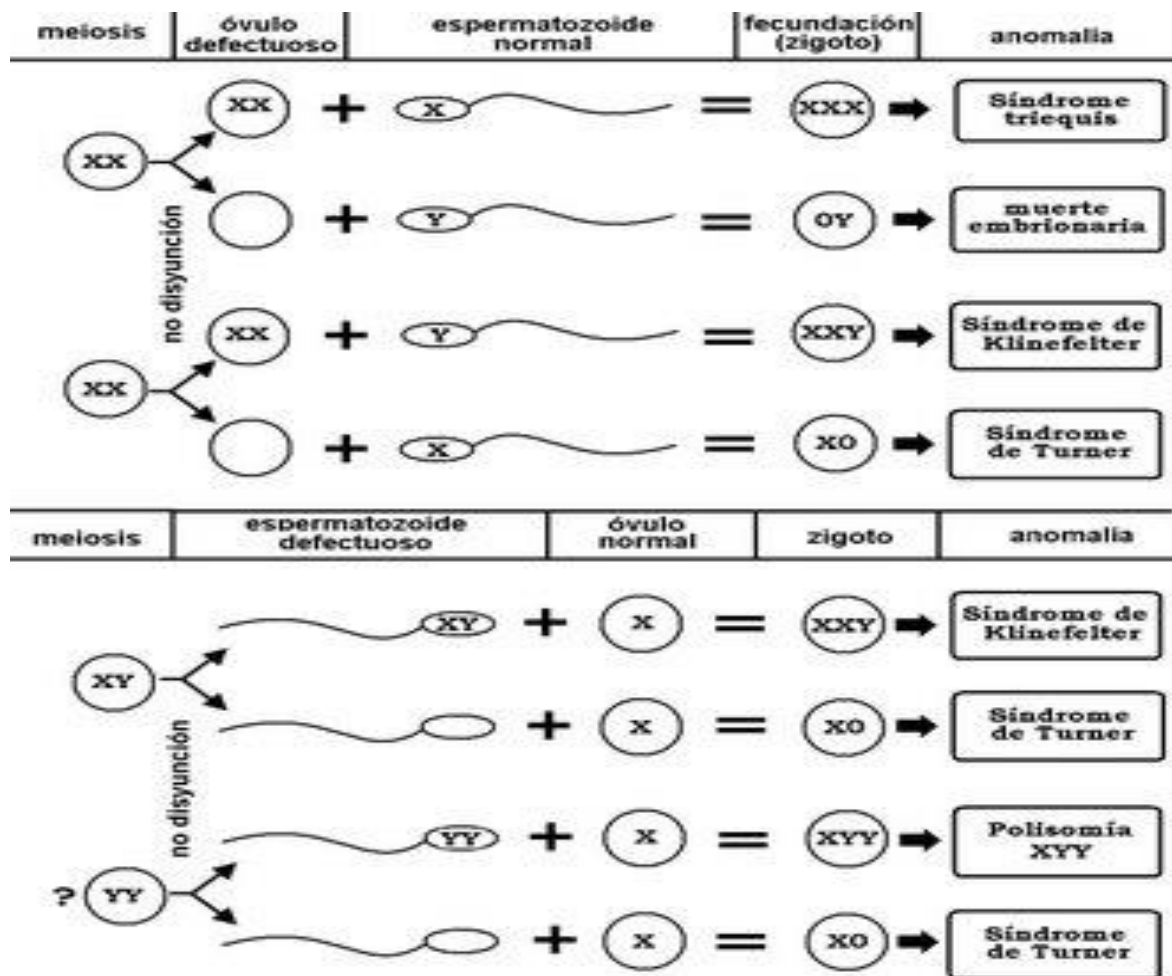 meiosis
óvulo
defectuoso
espermatozoide
normal
fecundación
(zigoto)
anomalia
XX
no disyunción
XX
+
X
=
XXX
Síndrome
triequis
+
Y
=
OY
muerte
embrionaria
XX
XX
+
Y
=
XXY
Síndrome de
Klinefelter
+
X
=
XO
Síndrome
de Turner
meiosis
espermatozoide
defectuoso
óvulo
normal
zigoto
anomalía
XY
no disyunción
XY
+
X
=
XXY
Síndrome de
Klinefelter
+
X
=
XO
Síndrome
de Turner
? YY
YY
+
X
=
XYY
Polisomía
XYY
+
X
=
XO
Síndrome
de Turner